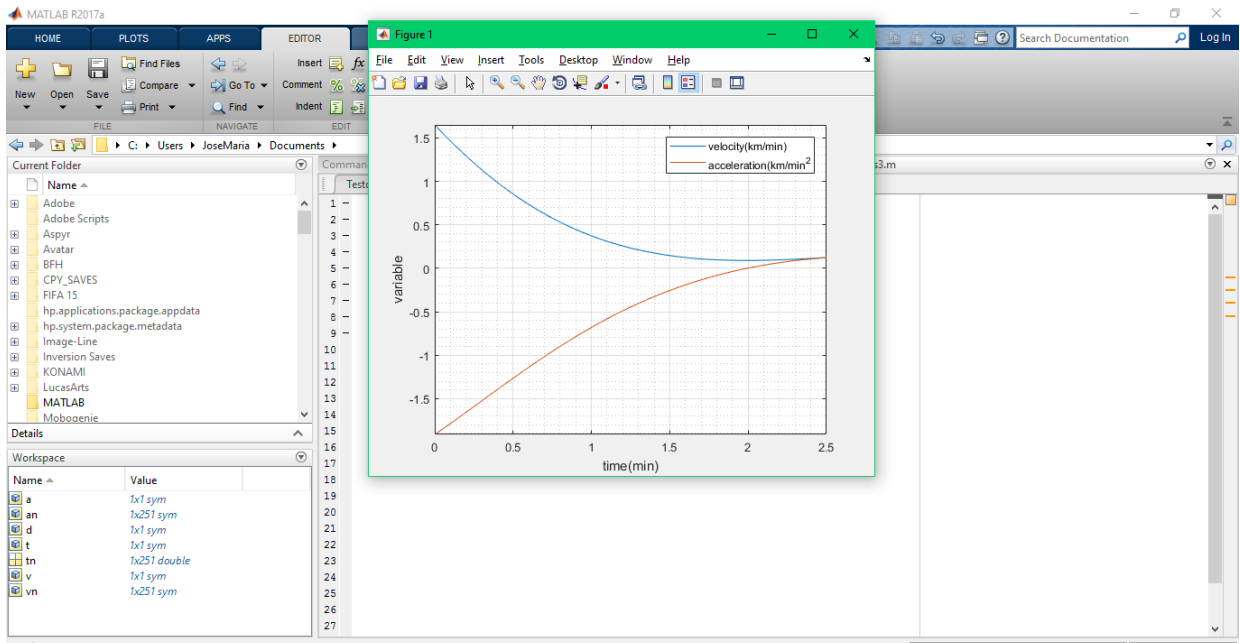 MATLAB R2017a
HOME PLOTS APPS EDITOR
Search Documentation Log In
New Open Save
Find Files
Compare
Print
FILE
Go To
Find
NAVIGATE
Insert fx
Comment %
Indent
EDIT
C: Users JoseMaria Documents
Current Folder
Name
Adobe
Adobe Scripts
Aspyr
Avatar
BFH
CPY_SAVES
FIFA 15
hp.applications.package.appdata
hp.system.package.metadata
Image-Line
Inversion Saves
KONAMI
LucasArts
MATLAB
Mobogenie
Details
Workspace
Name Value
a 1x1 sym
an 1x251 sym
d 1x1 sym
t 1x1 sym
tn 1x251 double
v 1x1 sym
vn 1x251 sym
s3.m
1
2
3
4
5
6
7
8
9
10
11
12
13
14
15
16
17
18
19
20
21
22
23
24
25
26
27
Figure 1
File Edit View Insert Tools Desktop Window Help
velocity(km/min)
acceleration(km/min²
variable
1.5
1
0.5
0
-0.5
-1
-1.5
0 0.5 1 1.5 2 2.5
time(min)